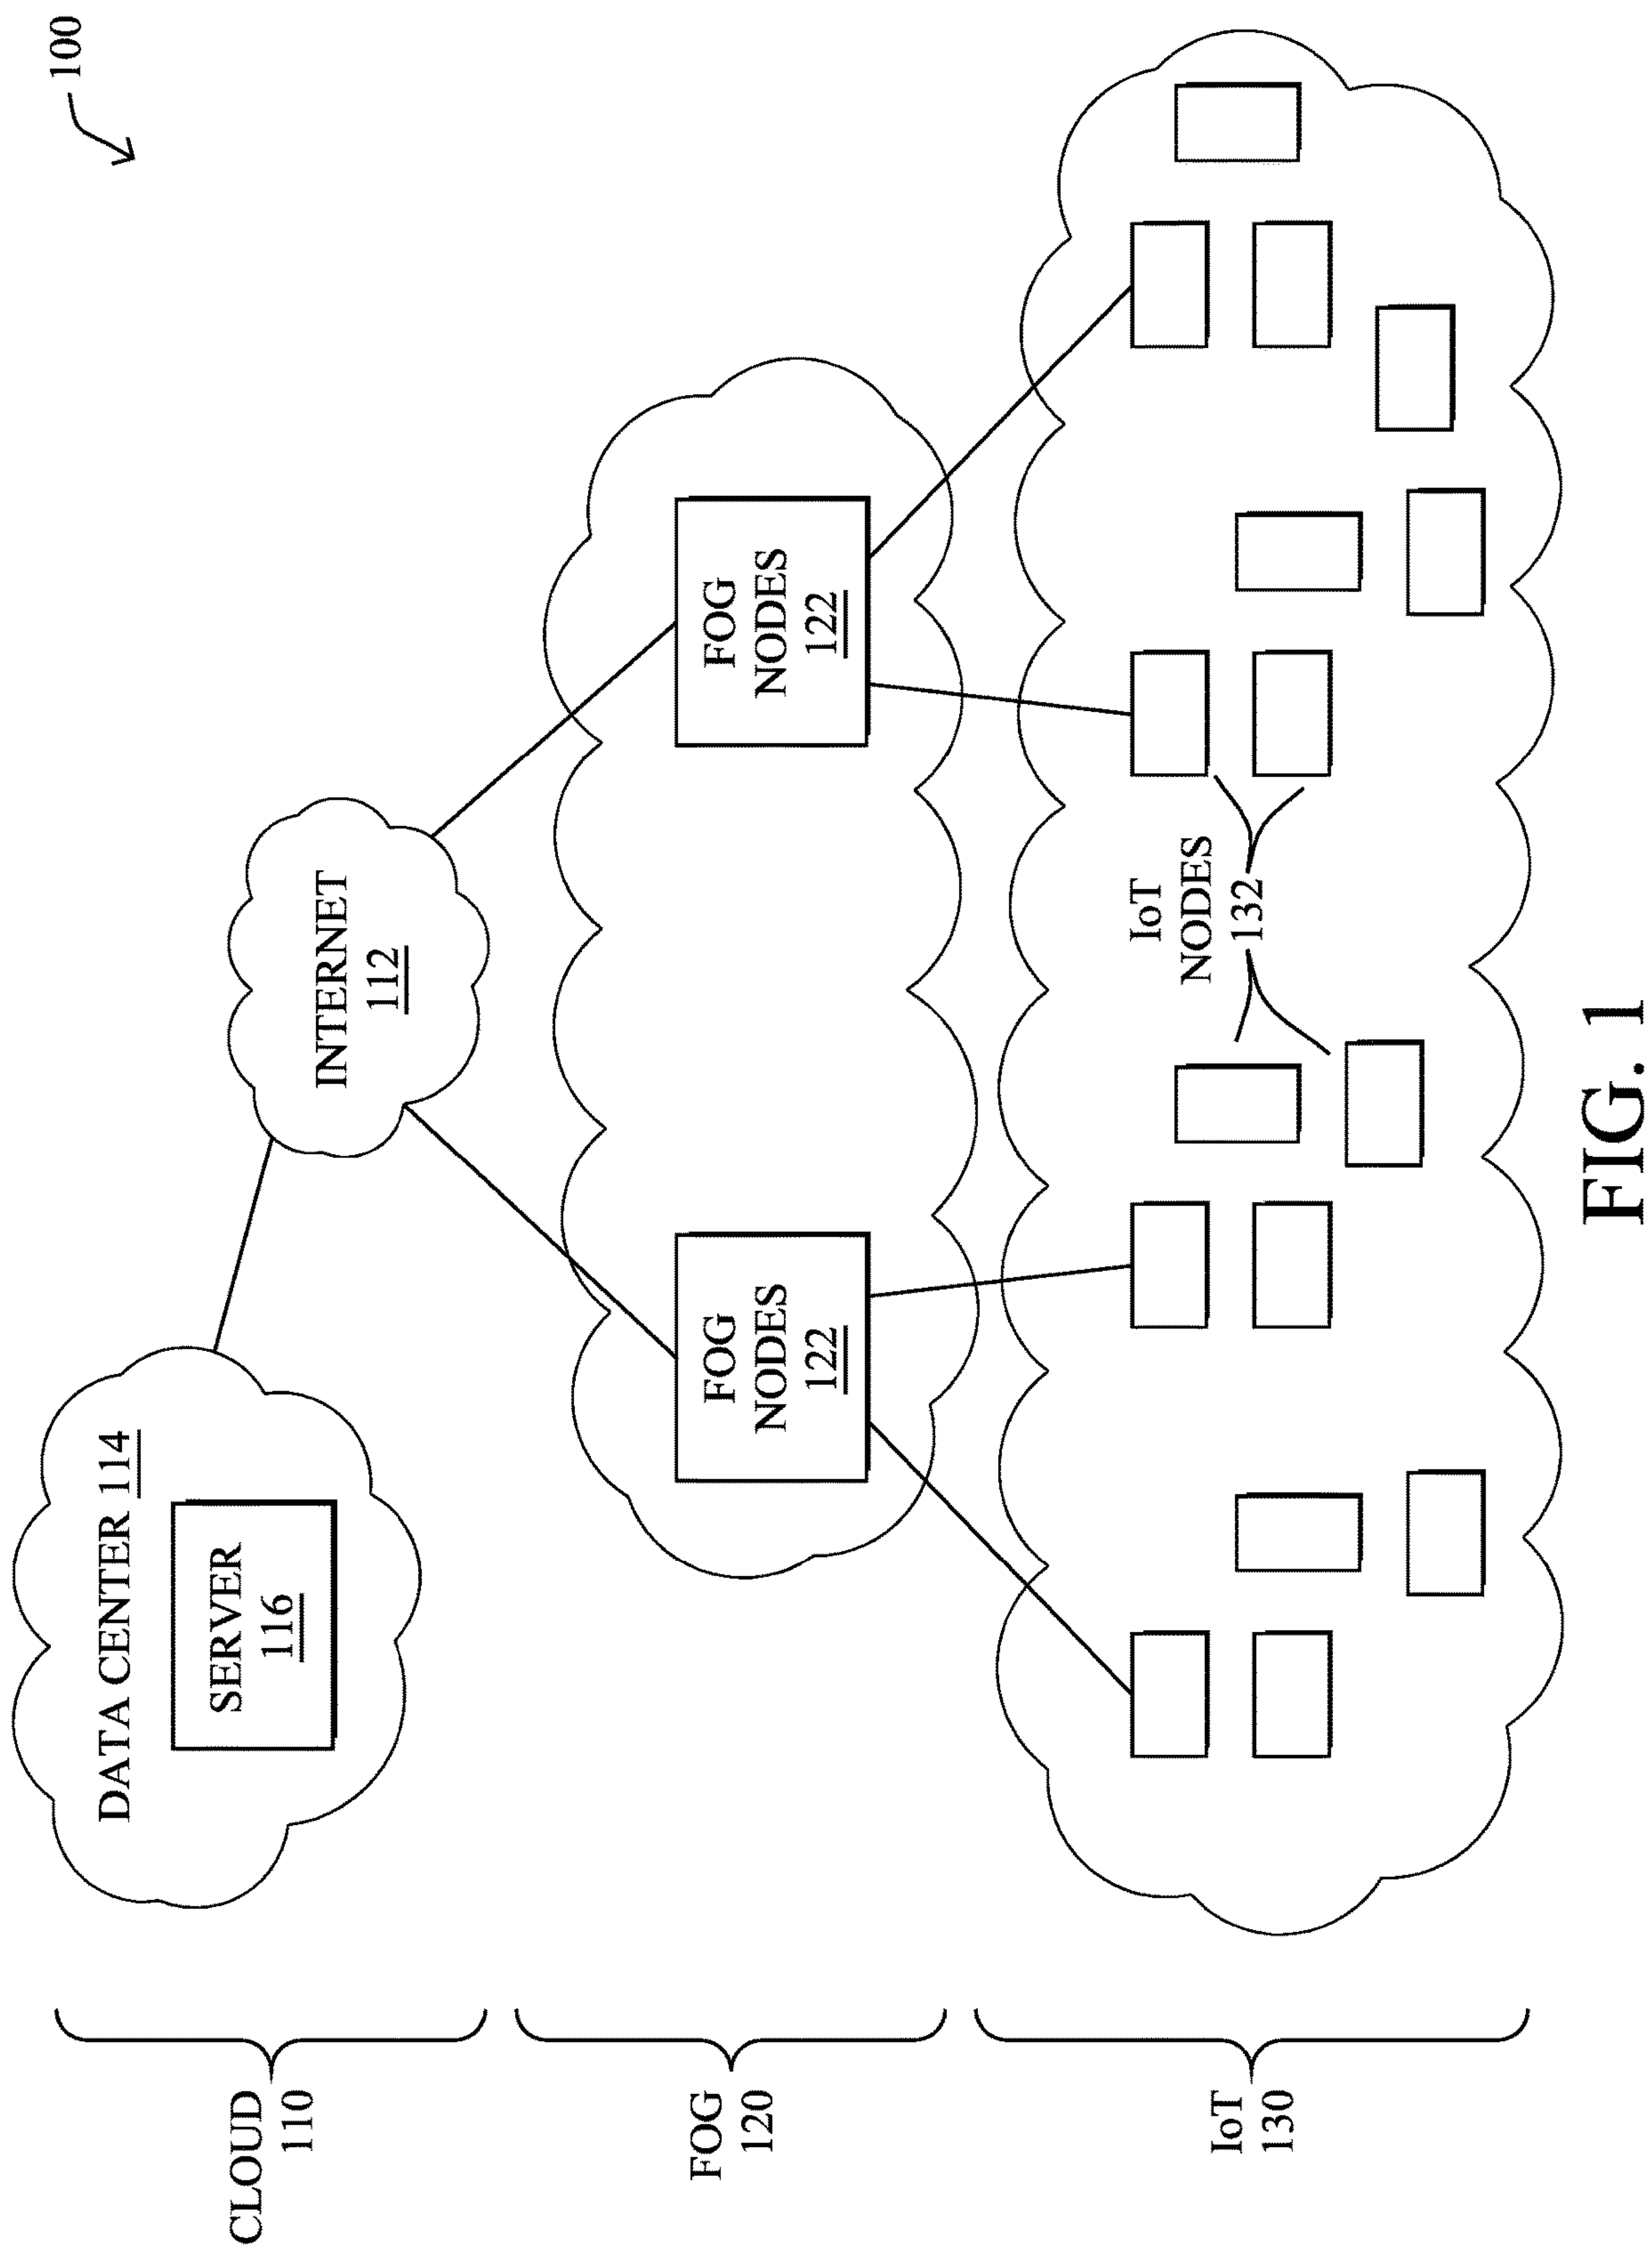 100
CLOUD
110
DATA CENTER 114
SERVER
116
INTERNET
112
FOG
120
FOG
NODES
122
FOG
NODES
122
IoT
130
IoT
NODES
132
FIG. 1